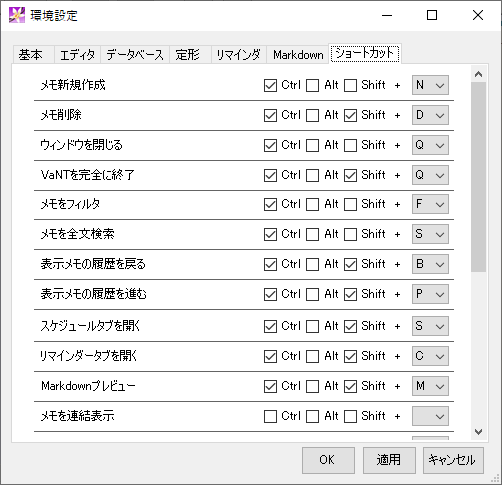 環境設定
基本 エディタ データベース 定形 リマインダ Markdown ショートカット
メモ新規作成 Ctrl Alt Shift + N
メモ削除 Ctrl Alt Shift + D
ウィンドウを閉じる Ctrl Alt Shift + Q
VaNTを完全に終了 Ctrl Alt Shift + Q
メモをフィルタ Ctrl Alt Shift + F
メモを全文検索 Ctrl Alt Shift + S
表示メモの履歴を戻る Ctrl Alt Shift + B
表示メモの履歴を進む Ctrl Alt Shift + P
スケジュールタブを開く Ctrl Alt Shift + S
リマインダータブを開く Ctrl Alt Shift + C
Markdownプレビュー Ctrl Alt Shift + M
メモを連結表示 Ctrl Alt Shift +
OK 適用 キャンセル